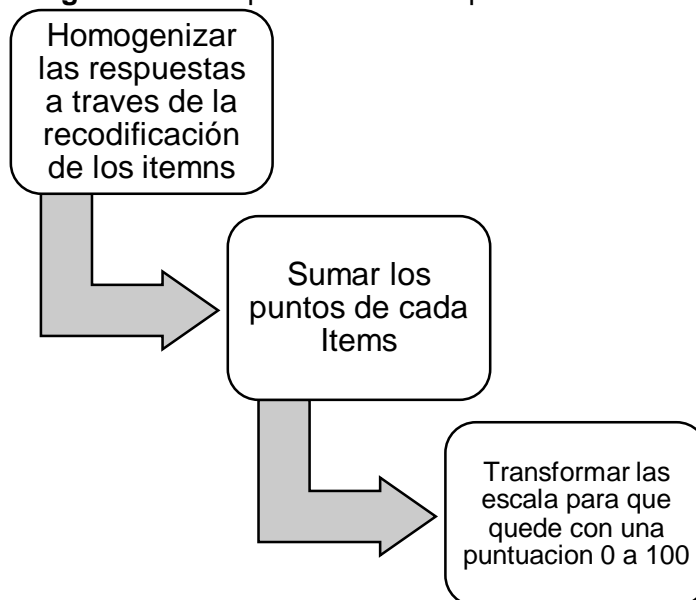 Homogenizar
las respuestas
a traves de la
recodificación
de los itemns
Sumar los
puntos de cada
Items
Transformar las
escala para que
quede con una
puntuacion 0 a 100